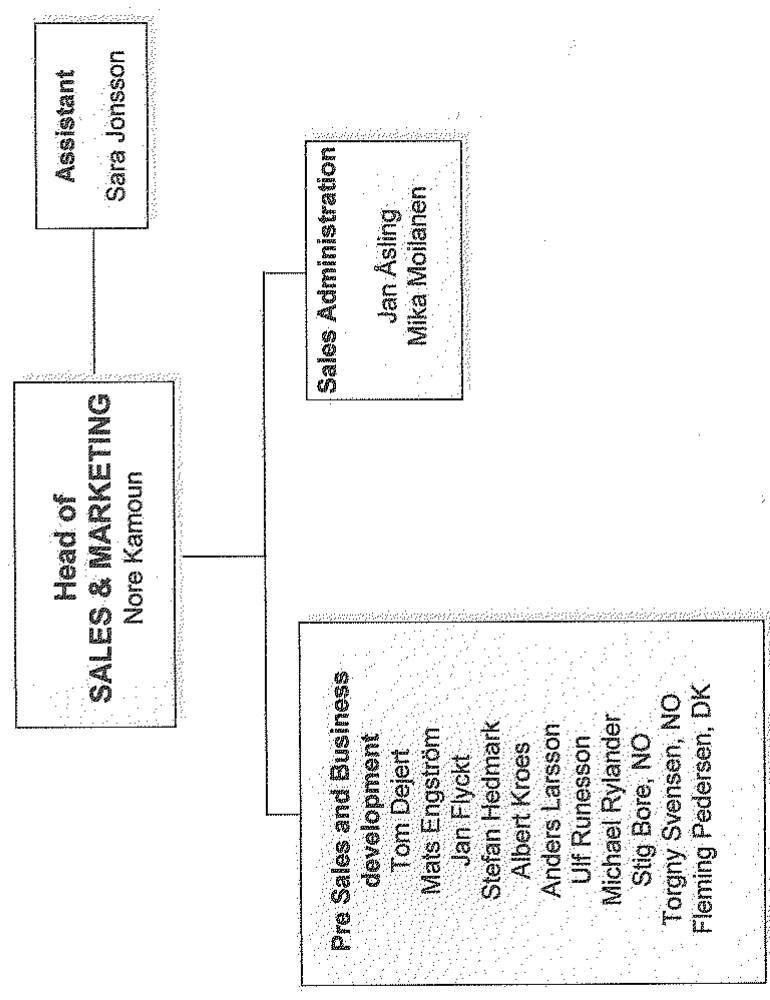 Head of
SALES & MARKETING
Nore Kamoun
Assistant
Sara Jonsson
Pre Sales and Business
development
Tom Dejert
Mats Engström
Jan Flyckt
Stefan Hedmark
Albert Kroes
Anders Larsson
Ulf Runesson
Michael Rylander
Stig Bore, NO
Torgny Svensen, NO
Fleming Pedersen, DK
Sales Administration
Jan Åsling
Mika Moilanen